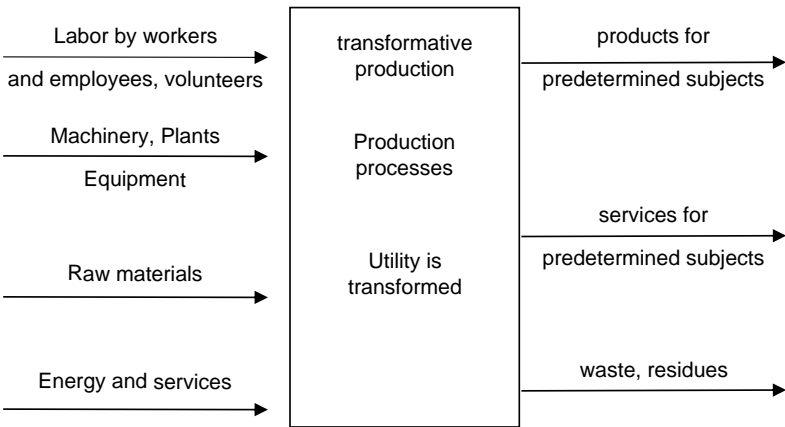 Labor by workers
and employees, volunteers
Machinery, Plants
Equipment
Raw materials
Energy and services
transformative
production
Production
processes
Utility is
transformed
products for
predetermined subjects
services for
predetermined subjects
waste, residues